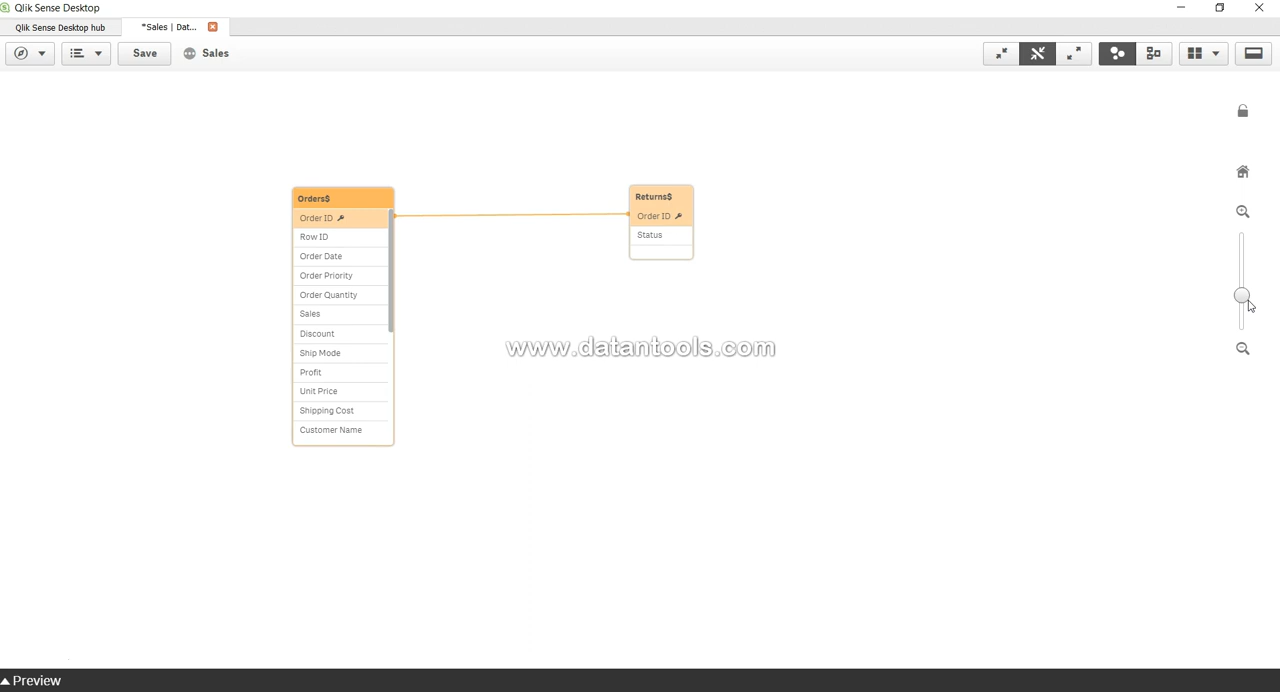 Qlik Sense Desktop
Qlik Sense Desktop hub
*Sales | Dat...
Save
Sales
Orders$
Order ID
Row ID
Order Date
Order Priority
Order Quantity
Sales
Discount
Ship Mode
Profit
Unit Price
Shipping Cost
Customer Name
Returns$
Order ID
Status
www.datantools.com
Preview